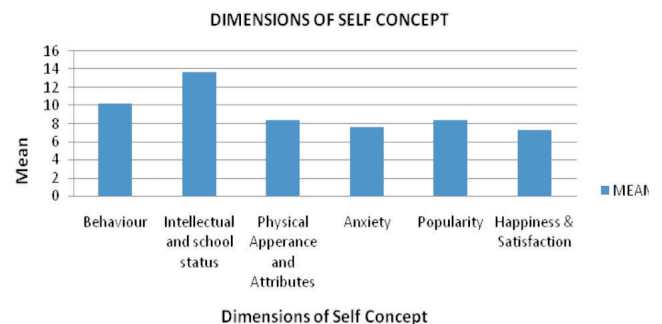 DIMENSIONS OF SELF CONCEPT
16
14
12
10
8
6
4
2
0
Mean
Behaviour
Intellectual
and school
status
Physical
Apperance
and
Attributes
Anxiety
Popularity
Happiness &
Satisfaction
MEAN
Dimensions of Self Concept